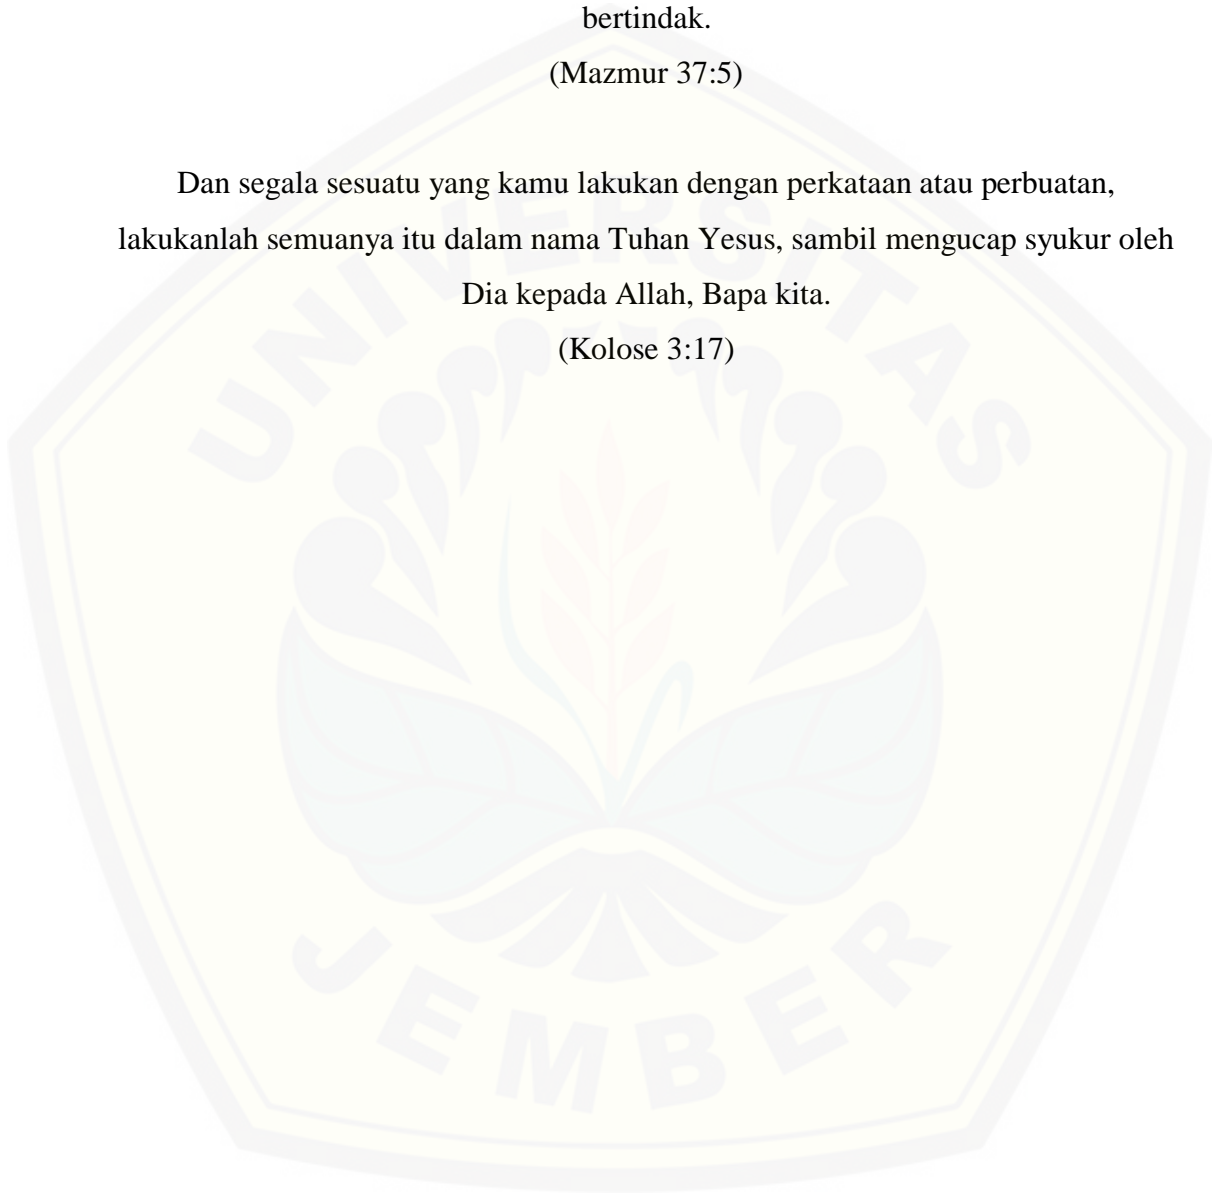 bertindak.
(Mazmur 37:5)
Dan segala sesuatu yang kamu lakukan dengan perkataan atau perbuatan,
lakukanlah semuanya itu dalam nama Tuhan Yesus, sambil mengucap syukur oleh
Dia kepada Allah, Bapa kita.
(Kolose 3:17)
UNIVERSITAS
JEMBER